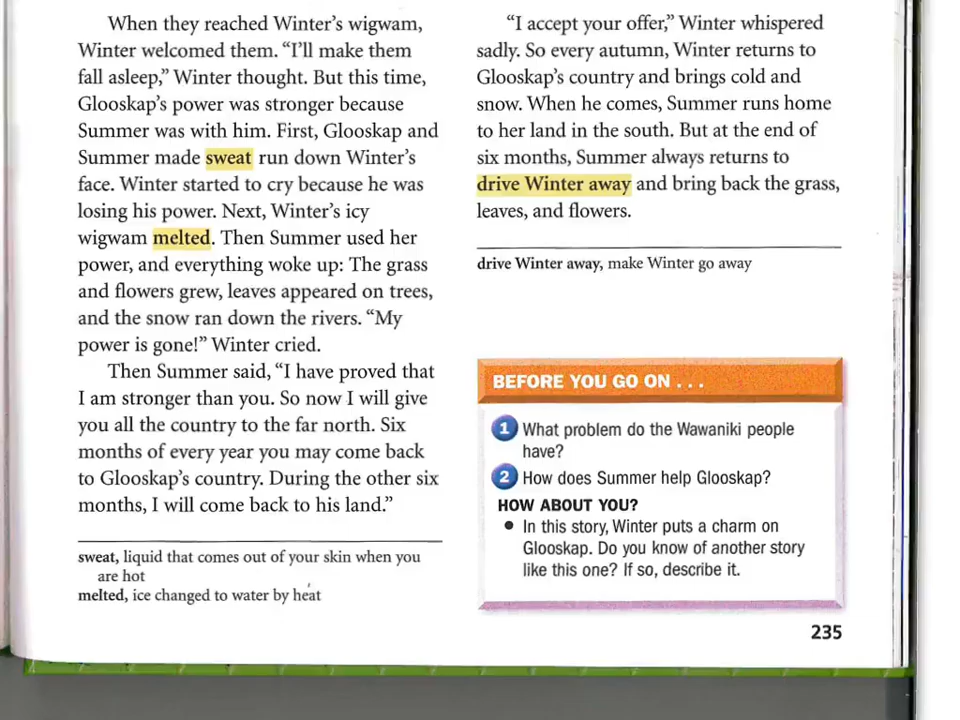 When they reached Winter's wigwam,
Winter welcomed them. "I'll make them
fall asleep," Winter thought. But this time,
Glooskap's power was stronger because
Summer was with him. First, Glooskap and
Summer made sweat run down Winter's
face. Winter started to cry because he was
losing his power. Next, Winter's icy
wigwam melted. Then Summer used her
power, and everything woke up: The grass
and flowers grew, leaves appeared on trees,
and the snow ran down the rivers. "My
power is gone!" Winter cried.
Then Summer said, "I have proved that
I am stronger than you. So now I will give
you all the country to the far north. Six
months of every year you may come back
to Glooskap's country. During the other six
months, I will come back to his land."
sweat, liquid that comes out of your skin when you
are hot
melted, ice changed to water by heat
"I accept your offer," Winter whispered
sadly. So every autumn, Winter returns to
Glooskap's country and brings cold and
snow. When he comes, Summer runs home
to her land in the south. But at the end of
six months, Summer always returns to
drive Winter away and bring back the grass,
leaves, and flowers.
drive Winter away, make Winter go away
BEFORE YOU GO ON . . .
1 What problem do the Wawaniki people
have?
2 How does Summer help Glooskap?
HOW ABOUT YOU?
• In this story, Winter puts a charm on
Glooskap. Do you know of another story
like this one? If so, describe it.
235